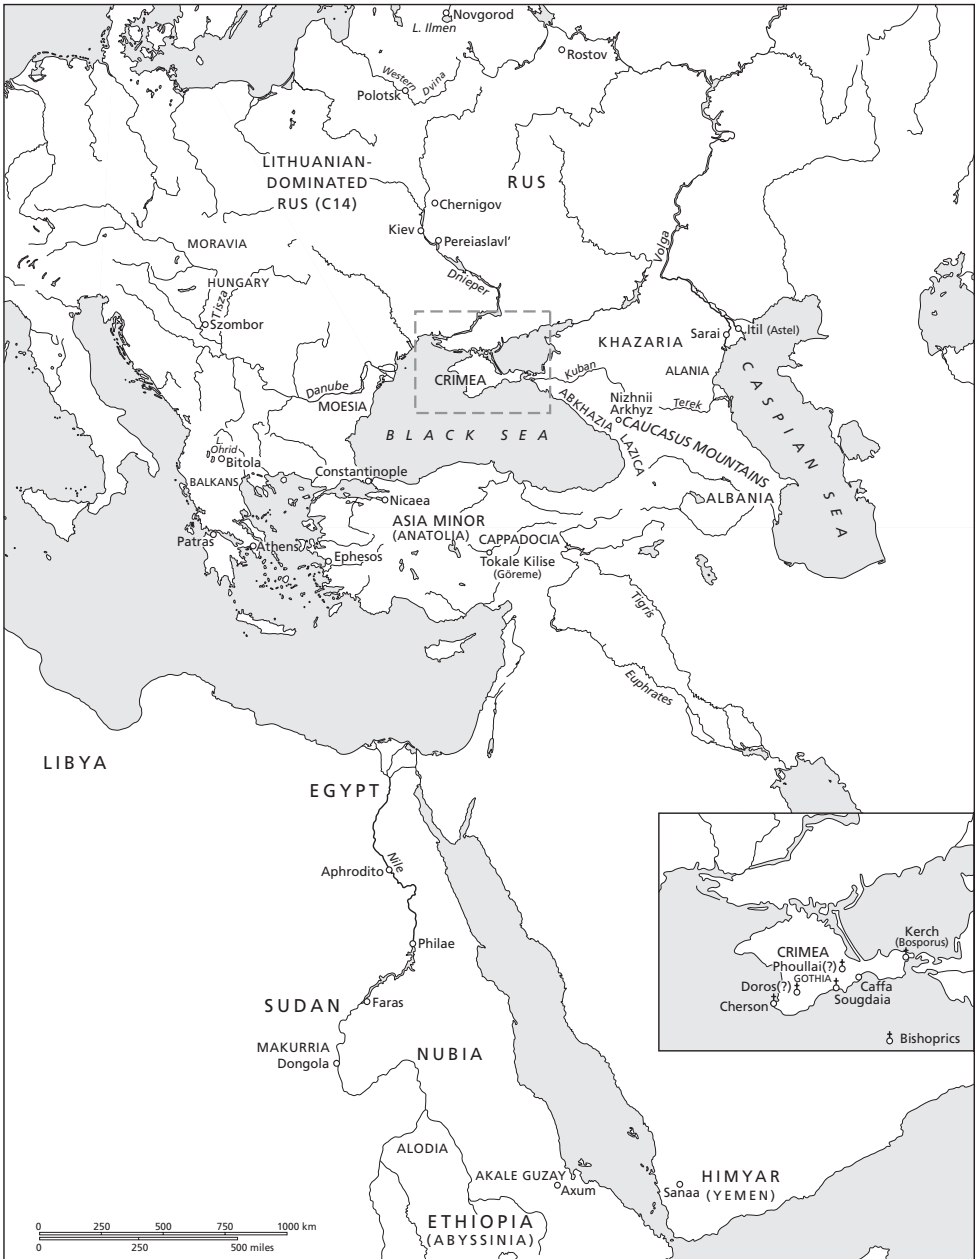 Novgorod
L. Ilmen
Rostov
Western Dvina
Polotsk
LITHUANIAN-
DOMINATED
RUS (C14)
RUS
Chernigov
Kiev
Pereiaslavl’
MORAVIA
Volga
Dnieper
HUNGARY
Tisza
Szombor
Sarai
Itil (Astel)
KHAZARIA
ALANIA
Kuban
CRIMEA
Danube
MOESIA
Nizhnii
Arkhyz
Terek
ABKHAZIA
LAZICA
CAUCASUS MOUNTAINS
CASPIAN SEA
BLACK SEA
L.
Ohrid
Bitola
BALKANS
Constantinople
Nicaea
ALBANIA
ASIA MINOR
(ANATOLIA)
CAPPADOCIA
Patras
Athens
Ephesos
Tokale Kilise
(Göreme)
Tigris
Euphrates
LIBYA
EGYPT
Nile
Aphrodito
Philae
SUDAN
Faras
MAKURRIA
Dongola
NUBIA
Kerch
(Bosporus)
CRIMEA
Phoullai(?)
GOTHIA
Doros(?)
Caffa
Sougdaia
Cherson
Bishoprics
ALODIA
AKALE GUZAY
Axum
HIMYAR
(YEMEN)
Sanaa
ETHIOPIA
(ABYSSINIA)
0 250 500 750 1000 km
0 250 500 miles